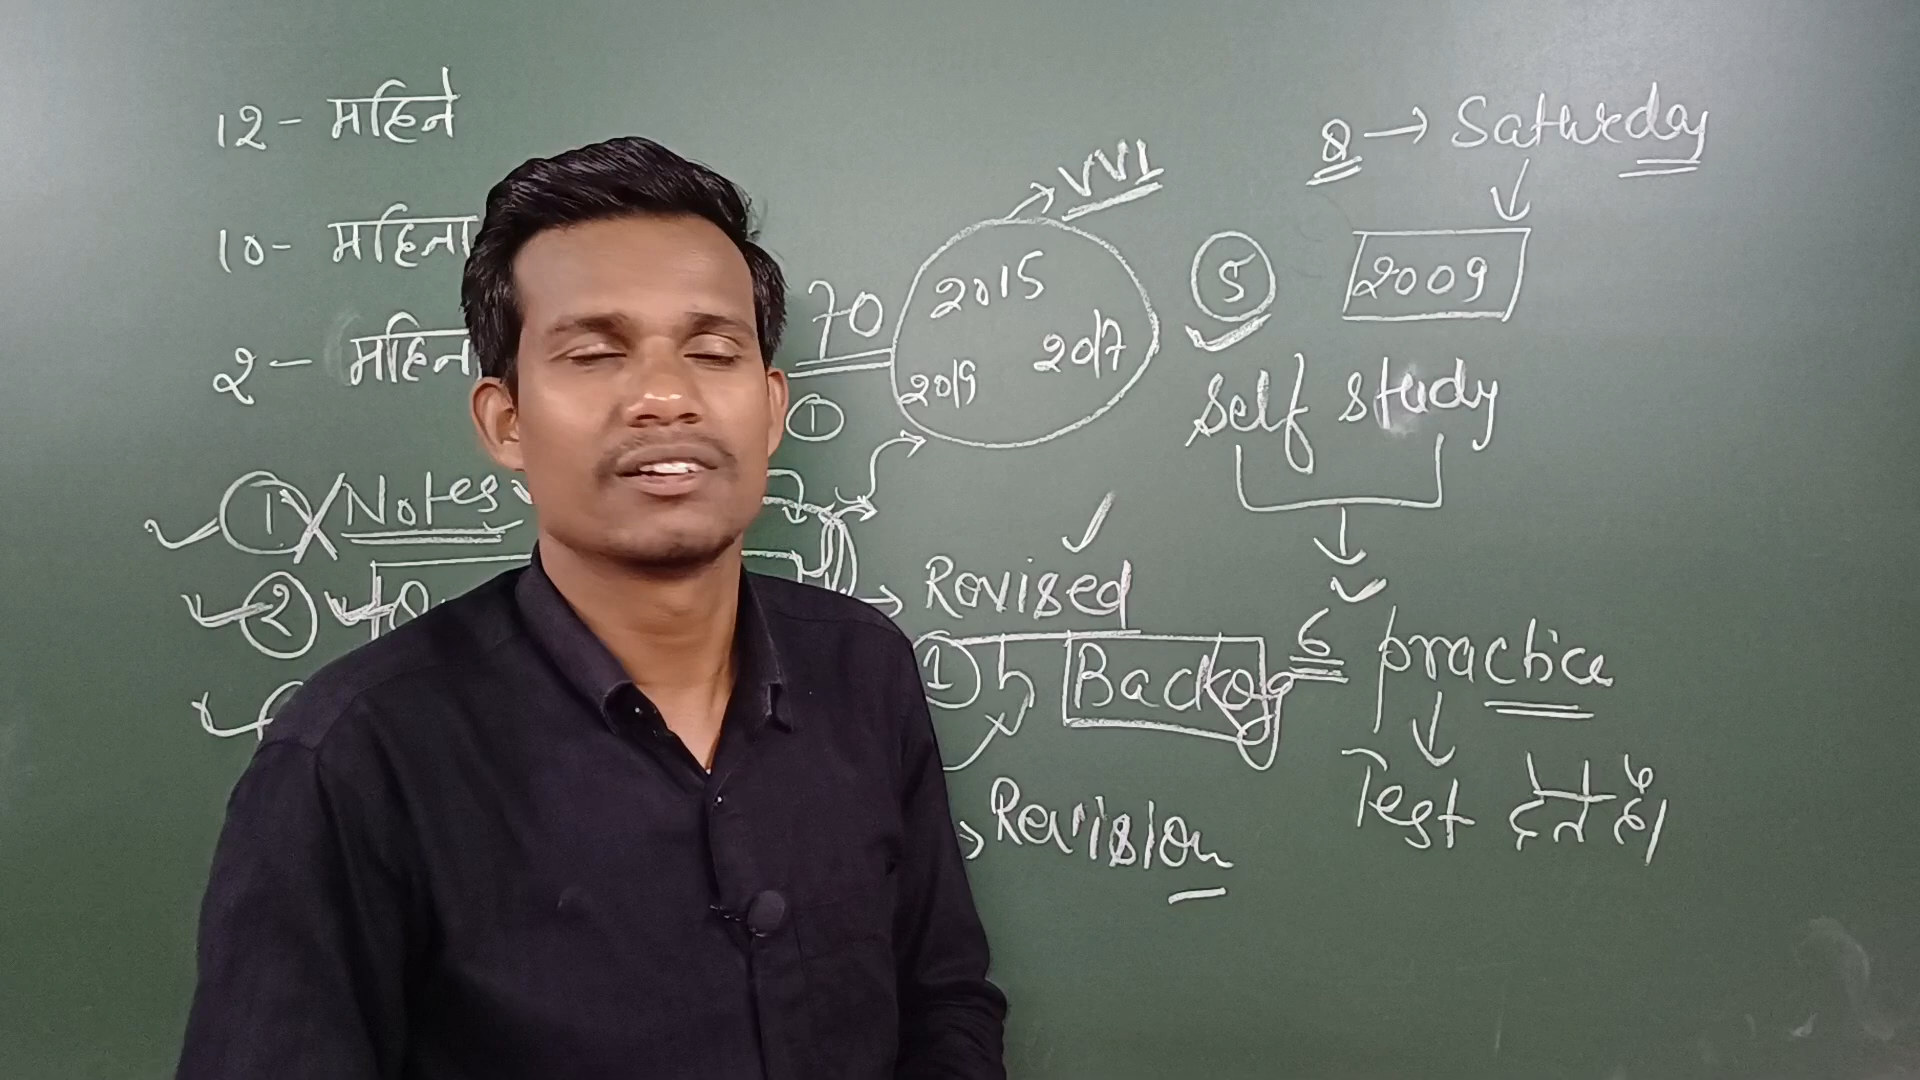 12- महिने
10- महिना
2- महिना
① Notes
②
70
①
VVI
2015
2017
2019
Revised
① Backlog
Revision
8 → Saturday
⑤ 2009
Self study
6 practice
Test देते है।